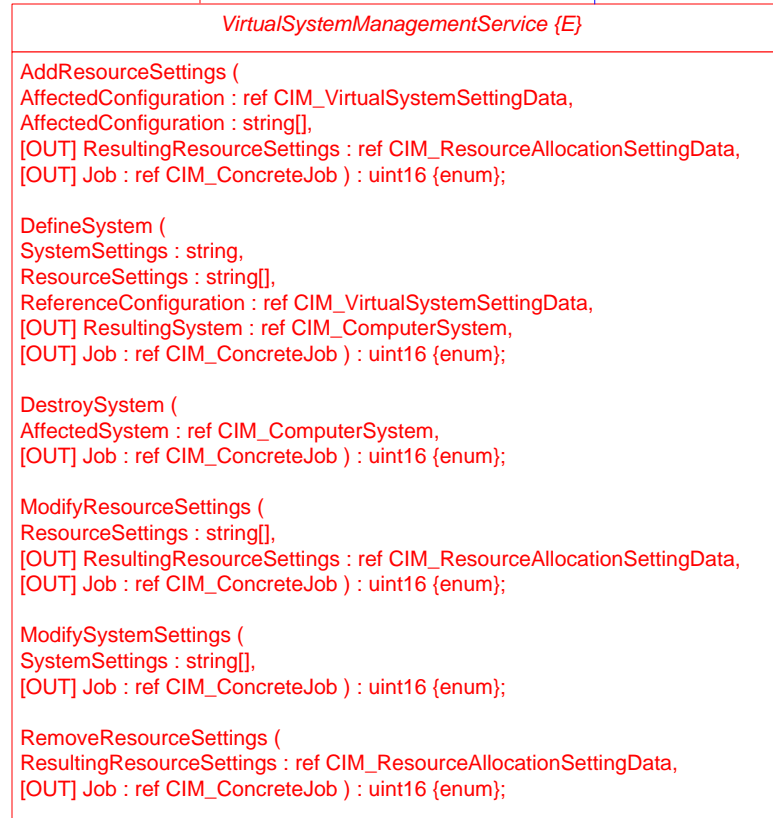 VirtualSystemManagementService {E}
AddResourceSettings (
AffectedConfiguration : ref CIM_VirtualSystemSettingData,
AffectedConfiguration : string[],
[OUT] ResultingResourceSettings : ref CIM_ResourceAllocationSettingData,
[OUT] Job : ref CIM_ConcreteJob ) : uint16 {enum};
DefineSystem (
SystemSettings : string,
ResourceSettings : string[],
ReferenceConfiguration : ref CIM_VirtualSystemSettingData,
[OUT] ResultingSystem : ref CIM_ComputerSystem,
[OUT] Job : ref CIM_ConcreteJob ) : uint16 {enum};
DestroySystem (
AffectedSystem : ref CIM_ComputerSystem,
[OUT] Job : ref CIM_ConcreteJob ) : uint16 {enum};
ModifyResourceSettings (
ResourceSettings : string[],
[OUT] ResultingResourceSettings : ref CIM_ResourceAllocationSettingData,
[OUT] Job : ref CIM_ConcreteJob ) : uint16 {enum};
ModifySystemSettings (
SystemSettings : string[],
[OUT] Job : ref CIM_ConcreteJob ) : uint16 {enum};
RemoveResourceSettings (
ResultingResourceSettings : ref CIM_ResourceAllocationSettingData,
[OUT] Job : ref CIM_ConcreteJob ) : uint16 {enum};